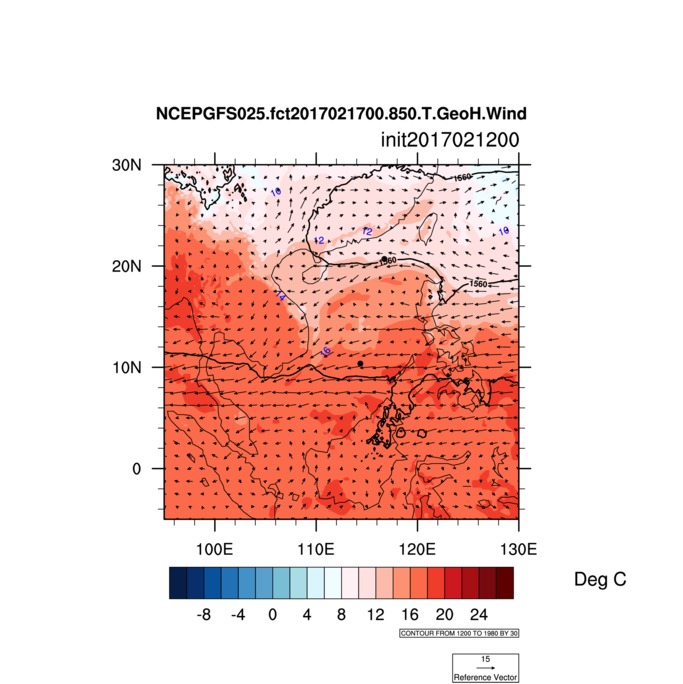 NCEPGFS025.fct2017021700.850.T.GeoH.Wind
init2017021200
30N
20N
10N
0
100E 110E 120E 130E
1560
10
12
12
10
1560
1560
14
16
-8 -4 0 4 8 12 16 20 24
Deg C
CONTOUR FROM 1200 TO 1980 BY 30
15
Reference Vector